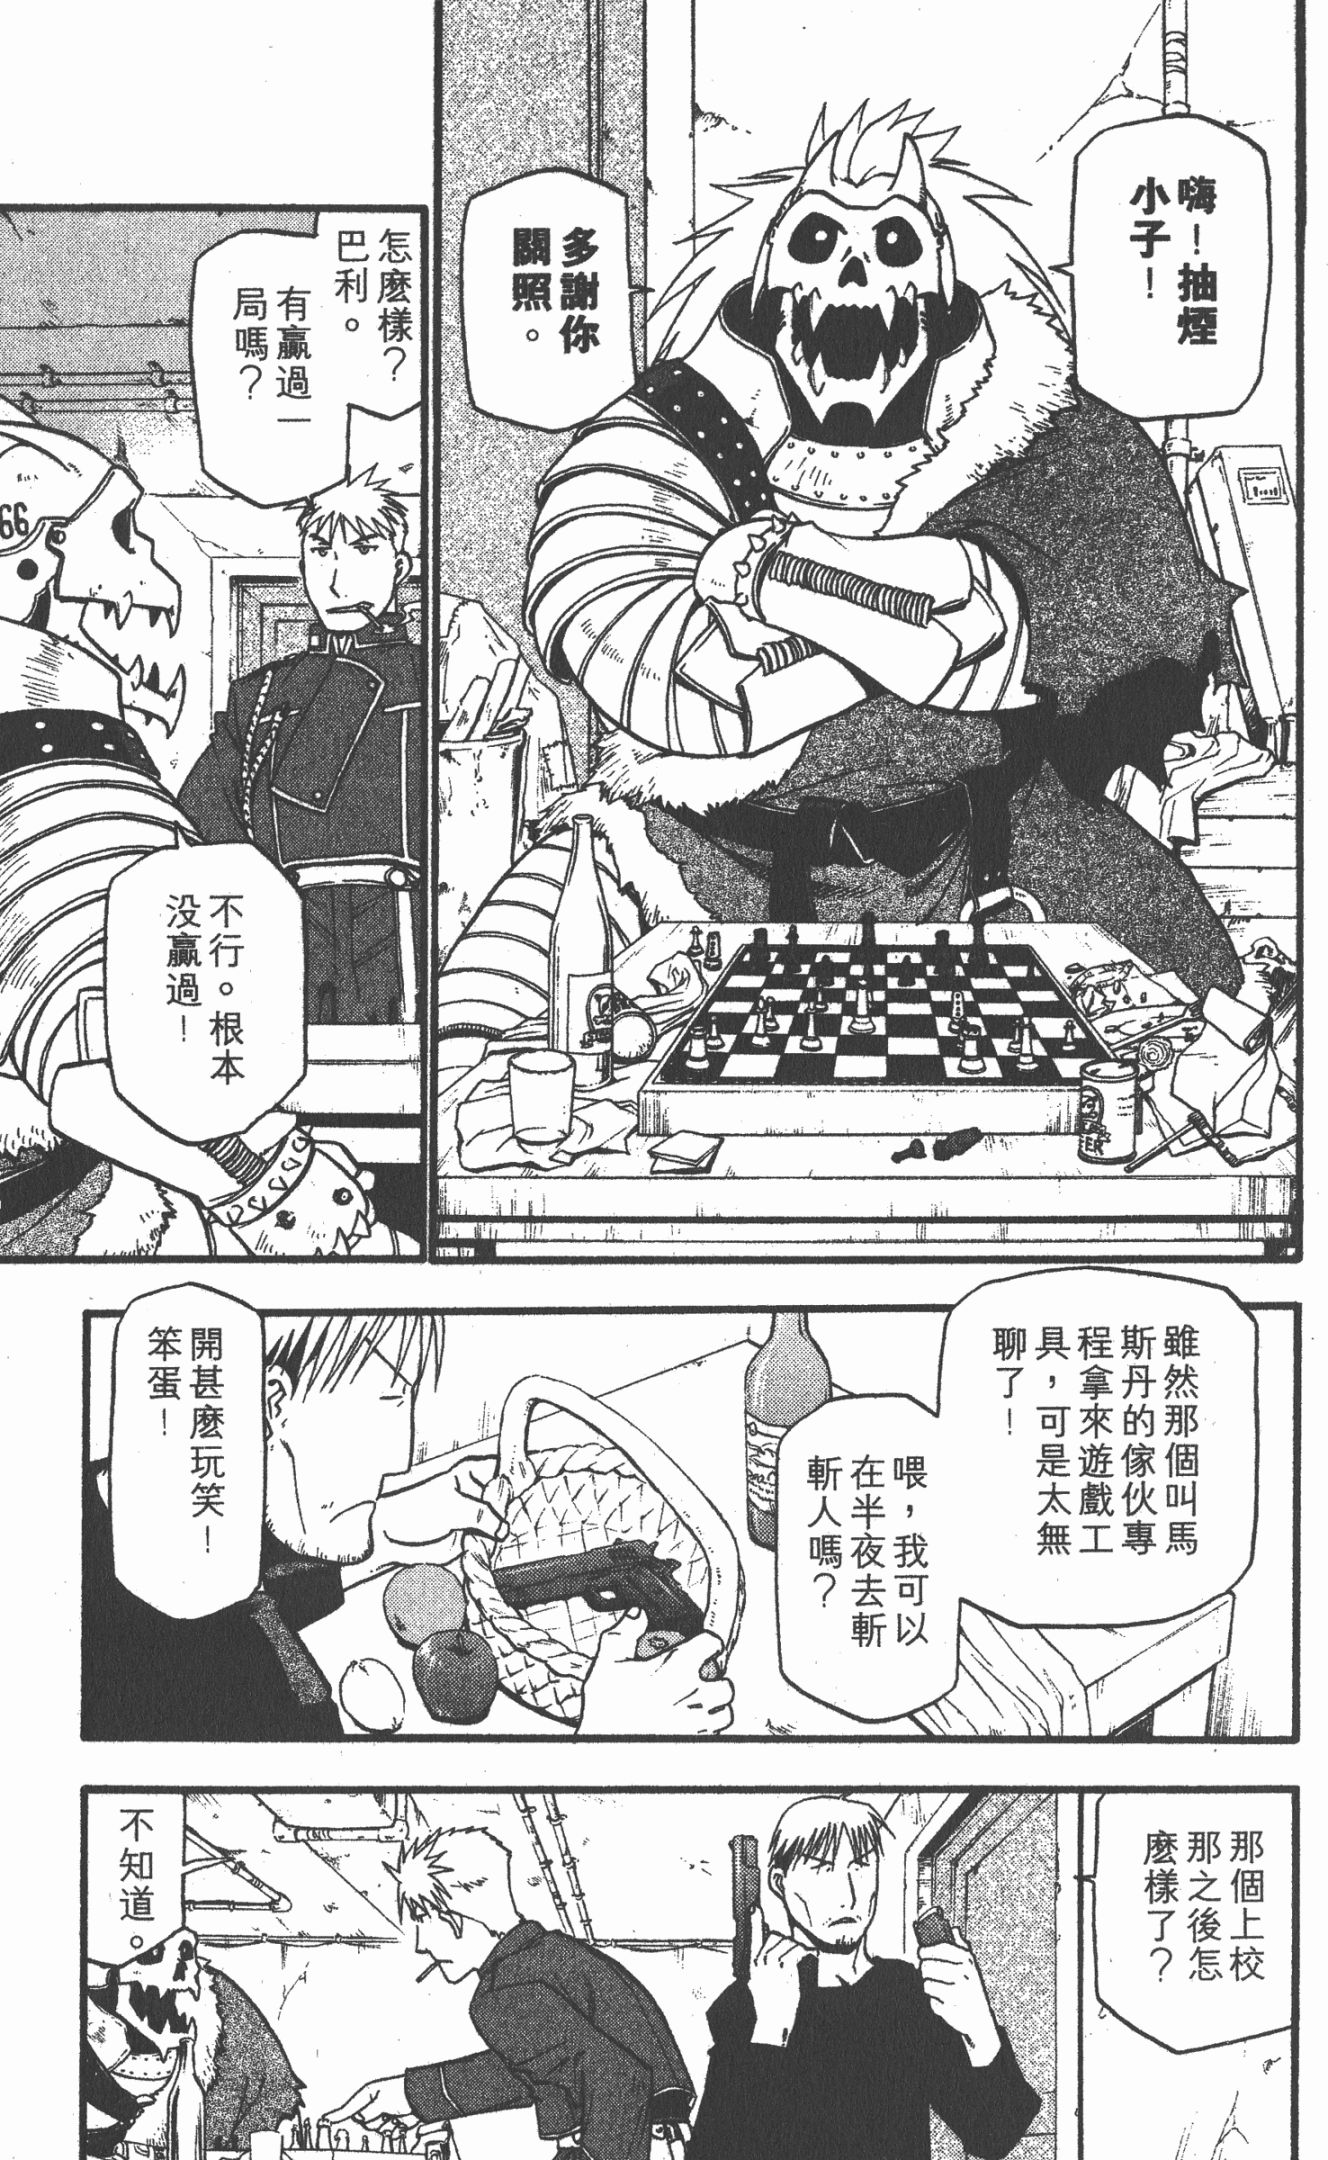 嗨！抽煙
小子！
多謝你
關照。
怎麼樣？
巴利。
有贏過一
局嗎？
66
不行。根本
没贏過！
BEER
雖然那個叫馬
斯丹的傢伙專
程拿來遊戲工
具，可是太無
聊了！
喂，我可以
在半夜去斬
斬人嗎？
開甚麼玩笑！
笨蛋！
那個上校
那之後怎
麼樣了？
不知道。